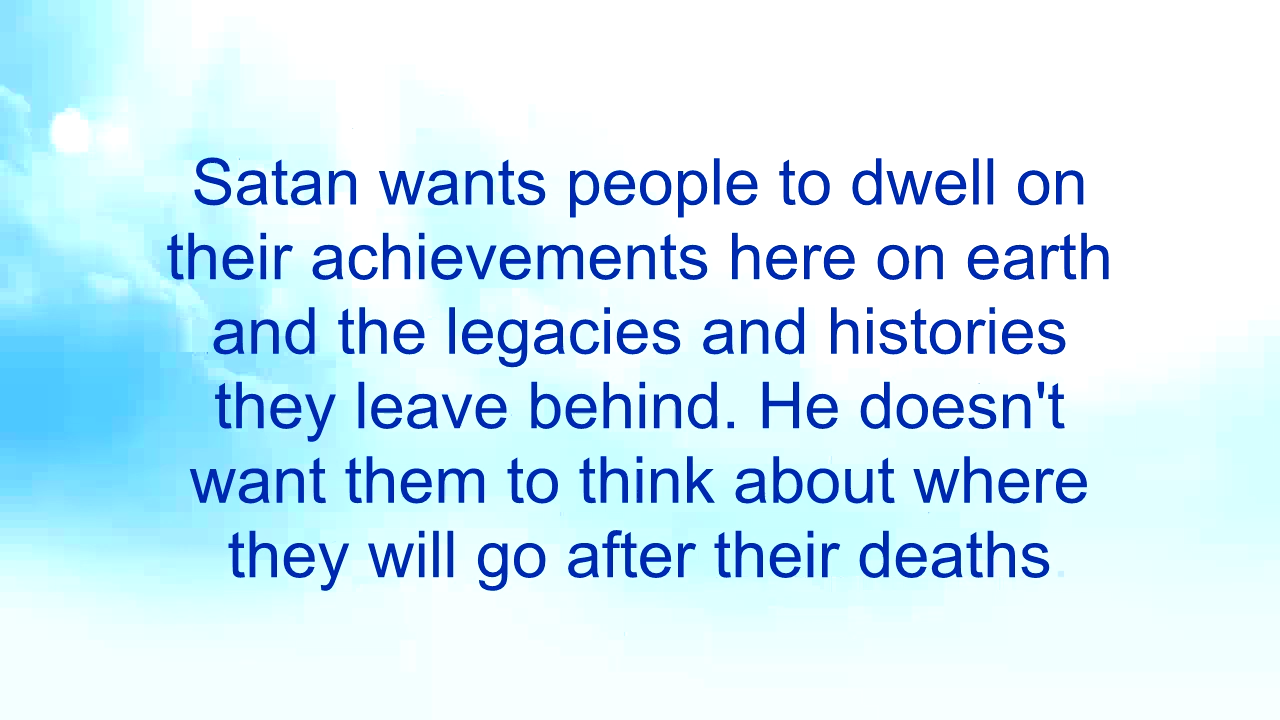 Satan wants people to dwell on
their achievements here on earth
and the legacies and histories
they leave behind. He doesn't
want them to think about where
they will go after their deaths.